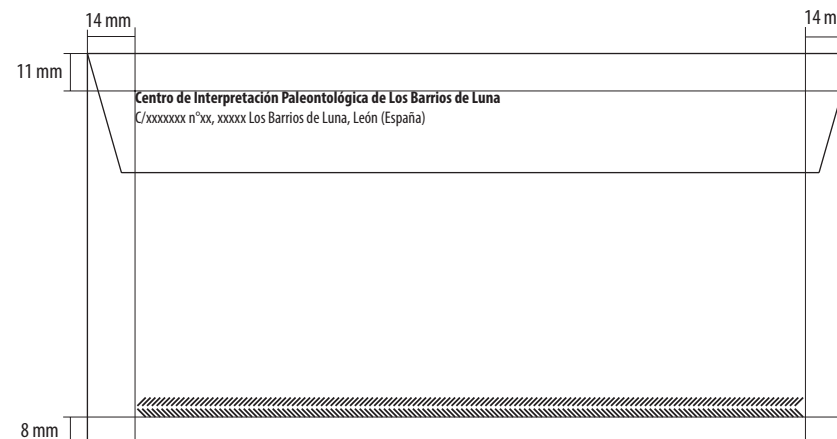 14 mm
14 m
11 mm
Centro de Interpretación Paleontológica de Los Barrios de Luna
C/xxxxxxx n°xx, xxxxx Los Barrios de Luna, León (España)
8 mm